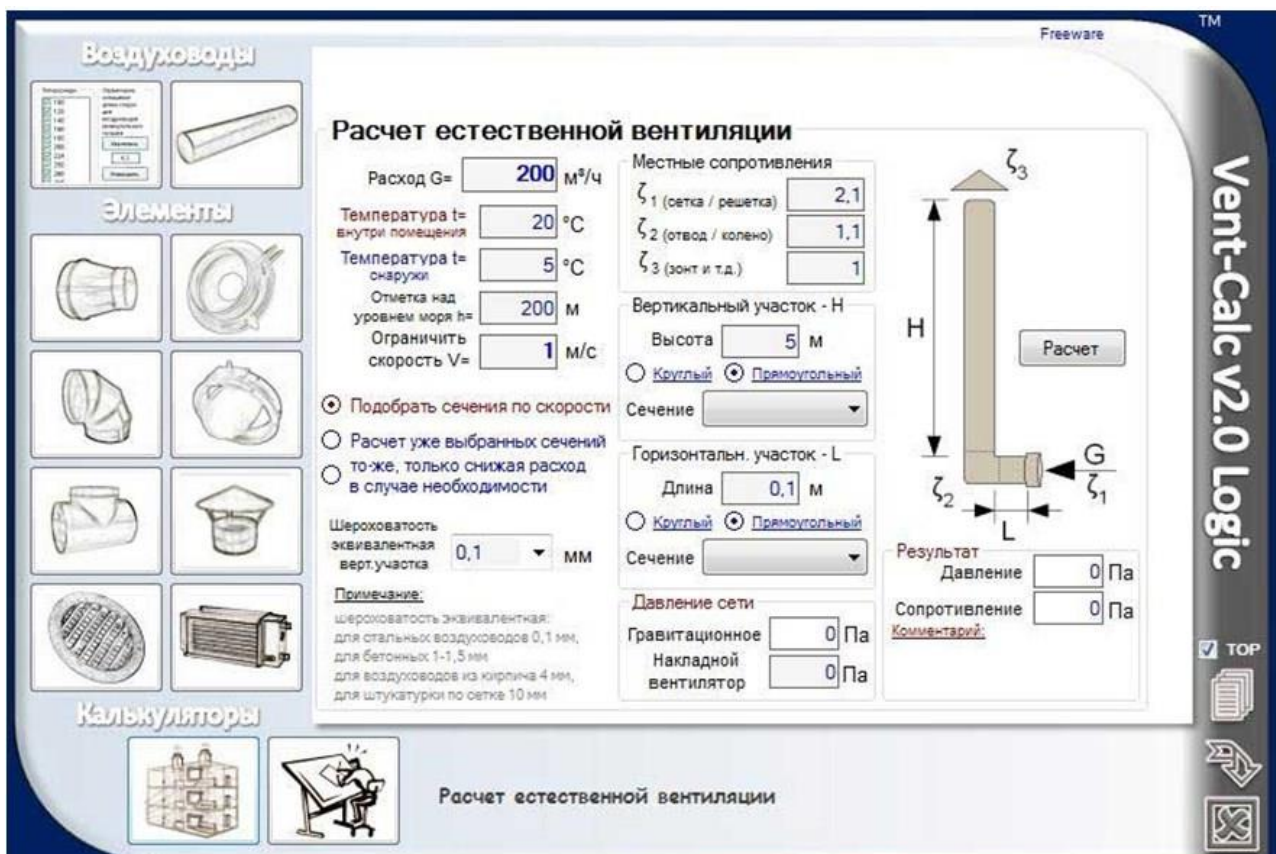 TM
Freeware
Воздуховоды
Элементы
Калькуляторы
Расчет естественной вентиляции
Расход G= 200 м³/ч
Температура t=
внутри помещения
20 °C
Температура t=
снаружи
5 °C
Отметка над
уровнем моря h=
200 м
Ограничить
скорость V=
1 м/с
Подобрать сечения по скорости
Расчет уже выбранных сечений
то-же, только снижая расход
в случае необходимости
Шероховатость
эквивалентная
верт.участка
0,1 мм
Примечание:
шероховатость эквивалентная:
для стальных воздуховодов 0,1 мм,
для бетонных 1-1,5 мм
для воздуховодов из кирпича 4 мм,
для штукатурки по сетке 10 мм
Местные сопротивления
ζ1 (сетка / решетка) 2,1
ζ2 (отвод / колено) 1,1
ζ3 (зонт и т.д.) 1
Вертикальный участок - H
Высота 5 м
Круглый Прямоугольный
Сечение
Горизонтальн. участок - L
Длина 0,1 м
Круглый Прямоугольный
Сечение
Давление сети
Гравитационное 0 Па
Накладной
вентилятор
0 Па
ζ3
H
Расчет
G
ζ2
ζ1
L
Результат
Давление 0 Па
Сопротивление 0 Па
Комментарий:
Vent-Calc v2.0 Logic
TOP
Расчет естественной вентиляции